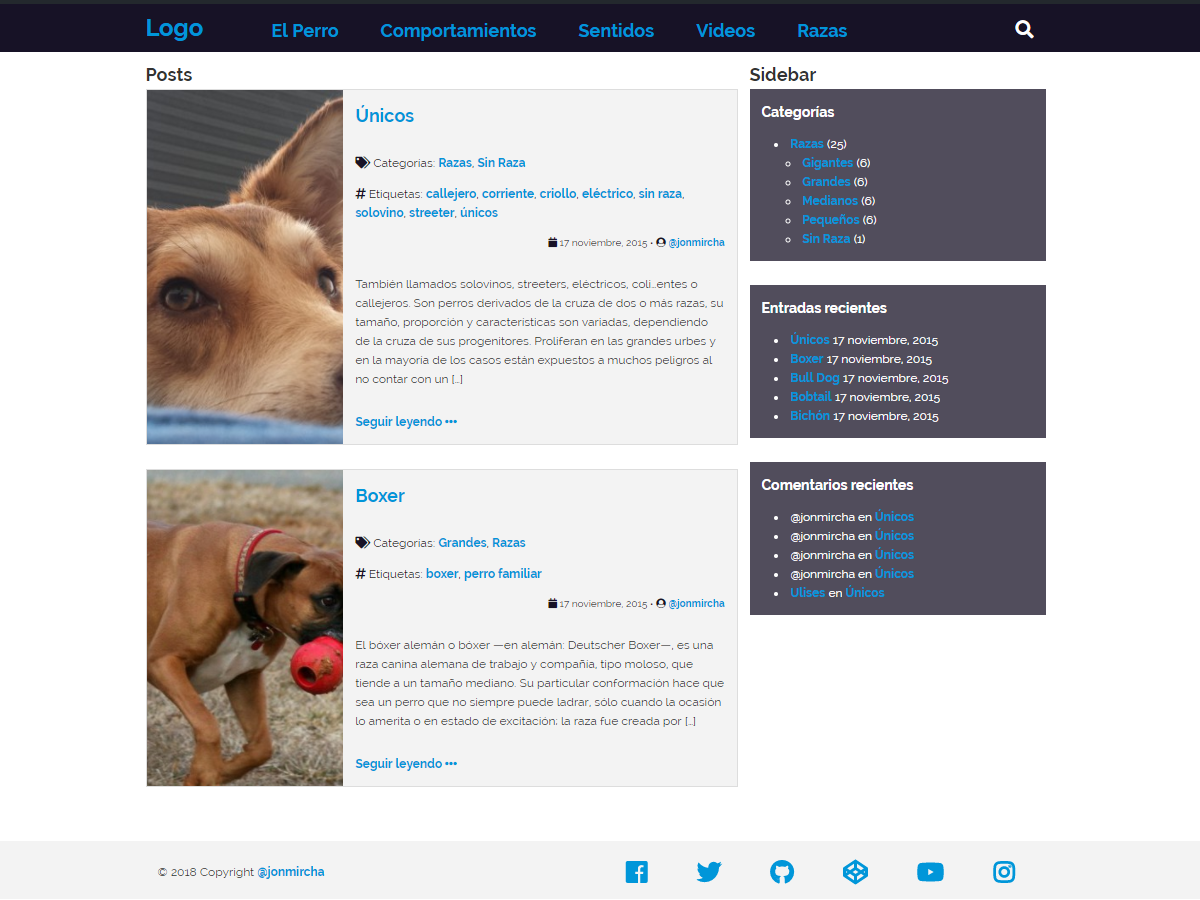 Logo
El Perro
Comportamientos
Sentidos
Videos
Razas
Posts
Únicos
Categorías: Razas, Sin Raza
# Etiquetas: callejero, corriente, criollo, eléctrico, sin raza,
solovino, streeter, únicos
17 noviembre, 2015 • @jonmircha
También llamados solovinos, streeters, eléctricos, coli…entes o
callejeros. Son perros derivados de la cruza de dos o más razas, su
tamaño, proporción y características son variadas, dependiendo
de la cruza de sus progenitores. Proliferan en las grandes urbes y
en la mayoría de los casos están expuestos a muchos peligros al
no contar con un […]
Seguir leyendo •••
Boxer
Categorías: Grandes, Razas
# Etiquetas: boxer, perro familiar
17 noviembre, 2015 • @jonmircha
El bóxer alemán o bóxer —en alemán: Deutscher Boxer—, es una
raza canina alemana de trabajo y compañía, tipo moloso, que
tiende a un tamaño mediano. Su particular conformación hace que
sea un perro que no siempre puede ladrar, sólo cuando la ocasión
lo amerita o en estado de excitación; la raza fue creada por […]
Seguir leyendo •••
Sidebar
Categorías
• Razas (25)
◦ Gigantes (6)
◦ Grandes (6)
◦ Medianos (6)
◦ Pequeños (6)
◦ Sin Raza (1)
Entradas recientes
• Únicos 17 noviembre, 2015
• Boxer 17 noviembre, 2015
• Bull Dog 17 noviembre, 2015
• Bobtail 17 noviembre, 2015
• Bichón 17 noviembre, 2015
Comentarios recientes
• @jonmircha en Únicos
• @jonmircha en Únicos
• @jonmircha en Únicos
• @jonmircha en Únicos
• Ulises en Únicos
© 2018 Copyright @jonmircha